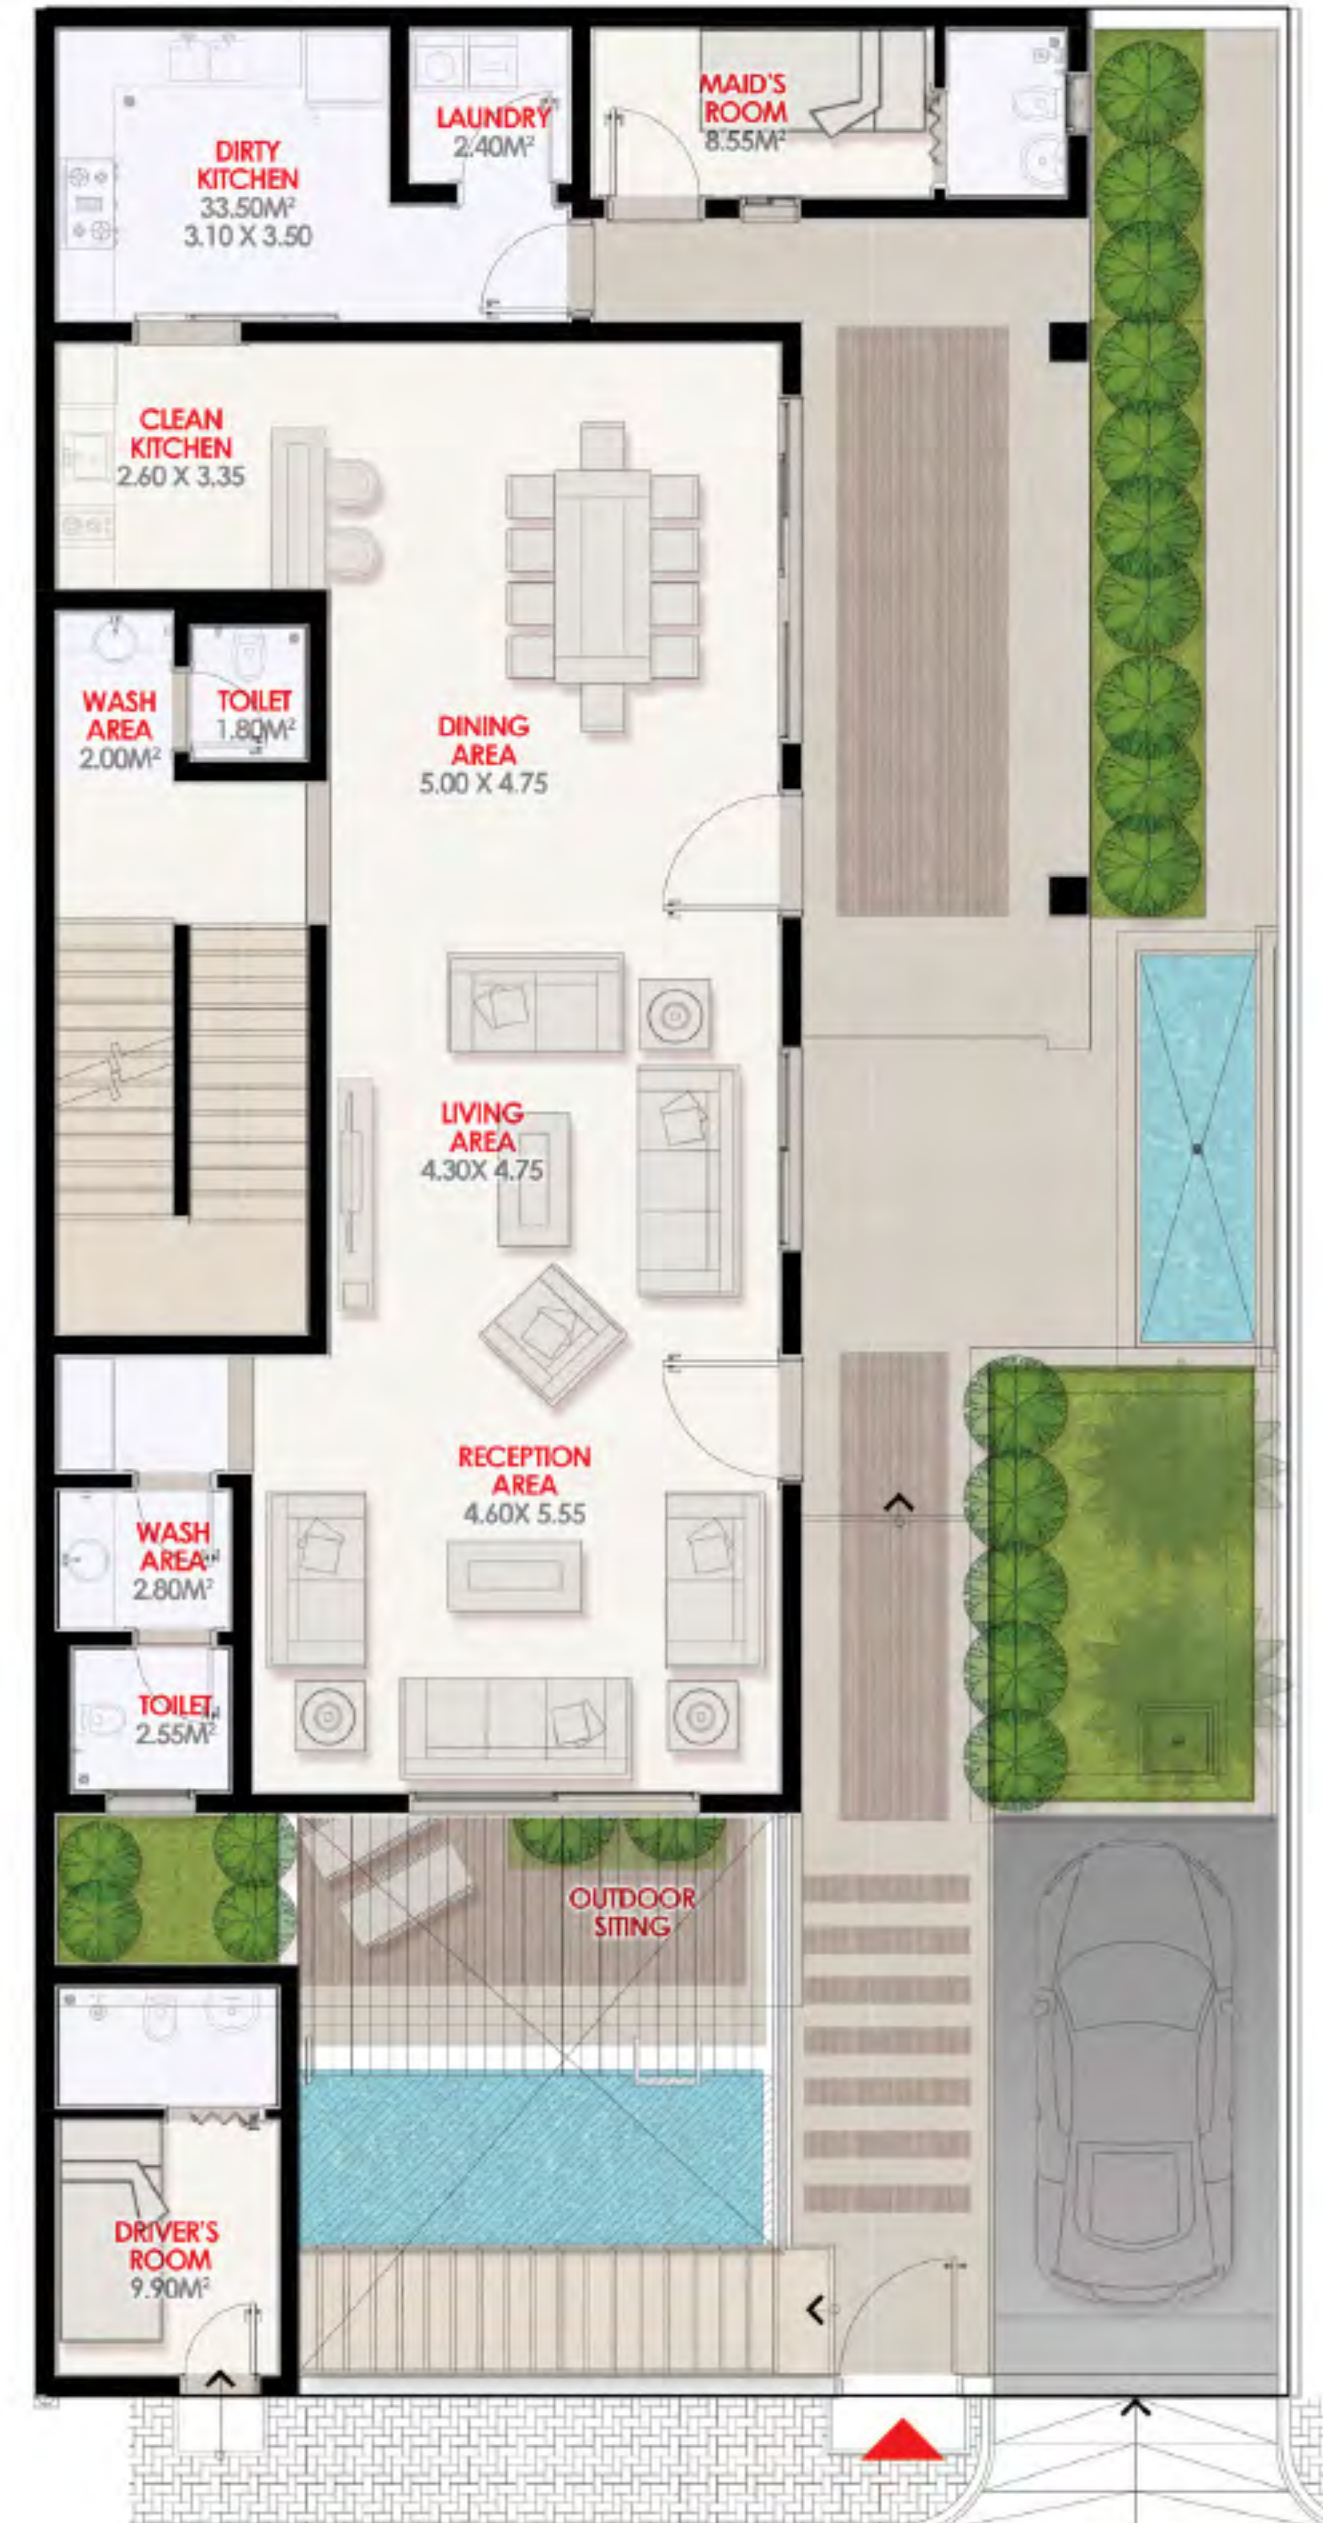 DIRTY
KITCHEN
33.50M²
3.10 X 3.50
LAUNDRY
2.40M²
MAID'S
ROOM
8.55M²
CLEAN
KITCHEN
2.60 X 3.35
WASH
AREA
2.00M²
TOILET
1.80M²
DINING
AREA
5.00 X 4.75
LIVING
AREA
4.30X 4.75
RECEPTION
AREA
4.60X 5.55
WASH
AREA
2.80M²
TOILET
2.55M²
OUTDOOR
SITING
DRIVER'S
ROOM
9.90M²